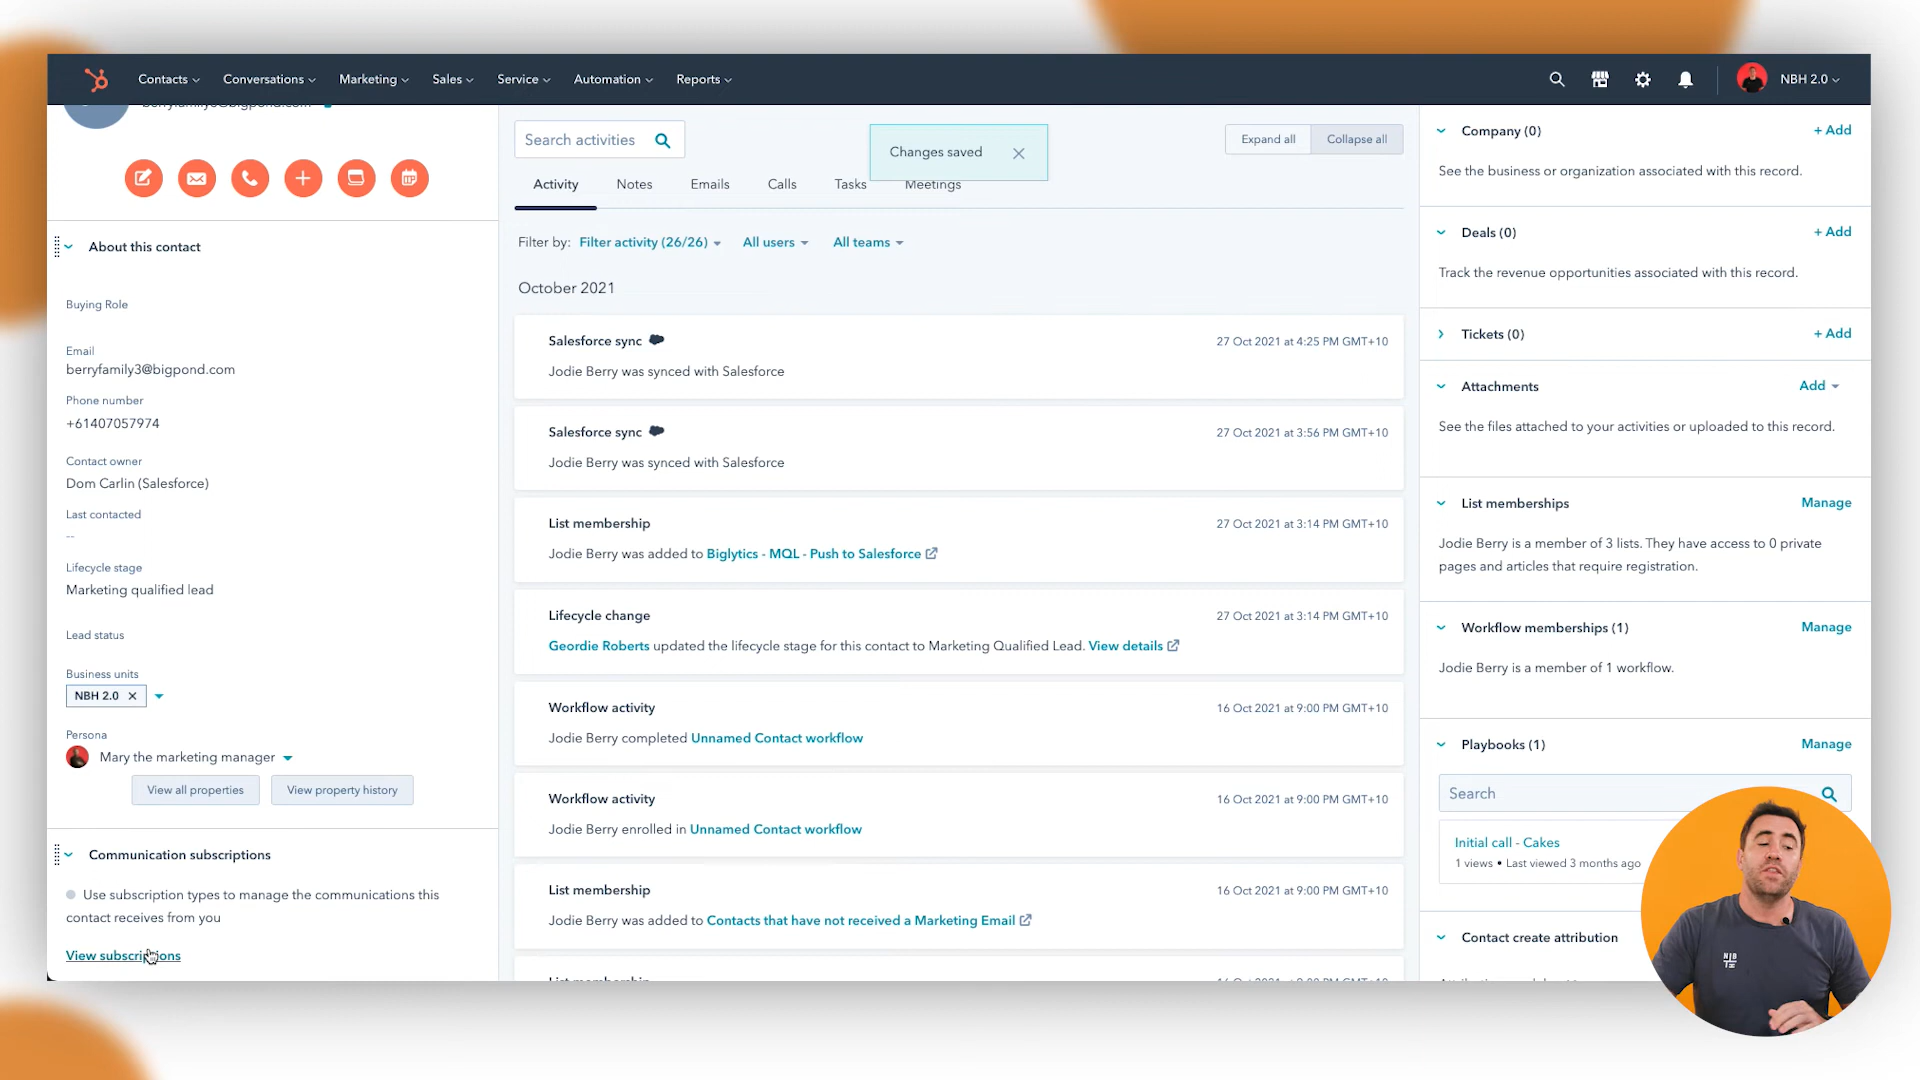 Contacts
Conversations
Marketing
Sales
Service
Automation
Reports
NBH 2.0
Search activities
Changes saved
Expand all
Collapse all
Activity
Notes
Emails
Calls
Tasks
Meetings
Filter by: Filter activity (26/26)
All users
All teams
October 2021
About this contact
Buying Role
Email
berryfamily3@bigpond.com
Phone number
+61407057974
Contact owner
Dom Carlin (Salesforce)
Last contacted
--
Lifecycle stage
Marketing qualified lead
Lead status
Business units
NBH 2.0
Persona
Mary the marketing manager
View all properties
View property history
Communication subscriptions
Use subscription types to manage the communications this
contact receives from you
View subscriptions
Salesforce sync
27 Oct 2021 at 4:25 PM GMT+10
Jodie Berry was synced with Salesforce
Salesforce sync
27 Oct 2021 at 3:56 PM GMT+10
Jodie Berry was synced with Salesforce
List membership
27 Oct 2021 at 3:14 PM GMT+10
Jodie Berry was added to Biglytics - MQL - Push to Salesforce
Lifecycle change
27 Oct 2021 at 3:14 PM GMT+10
Geordie Roberts updated the lifecycle stage for this contact to Marketing Qualified Lead. View details
Workflow activity
16 Oct 2021 at 9:00 PM GMT+10
Jodie Berry completed Unnamed Contact workflow
Workflow activity
16 Oct 2021 at 9:00 PM GMT+10
Jodie Berry enrolled in Unnamed Contact workflow
List membership
16 Oct 2021 at 9:00 PM GMT+10
Jodie Berry was added to Contacts that have not received a Marketing Email
Company (0)
+ Add
See the business or organization associated with this record.
Deals (0)
+ Add
Track the revenue opportunities associated with this record.
Tickets (0)
+ Add
Attachments
Add
See the files attached to your activities or uploaded to this record.
List memberships
Manage
Jodie Berry is a member of 3 lists. They have access to 0 private
pages and articles that require registration.
Workflow memberships (1)
Manage
Jodie Berry is a member of 1 workflow.
Playbooks (1)
Manage
Search
Initial call - Cakes
1 views • Last viewed 3 months ago
Contact create attribution